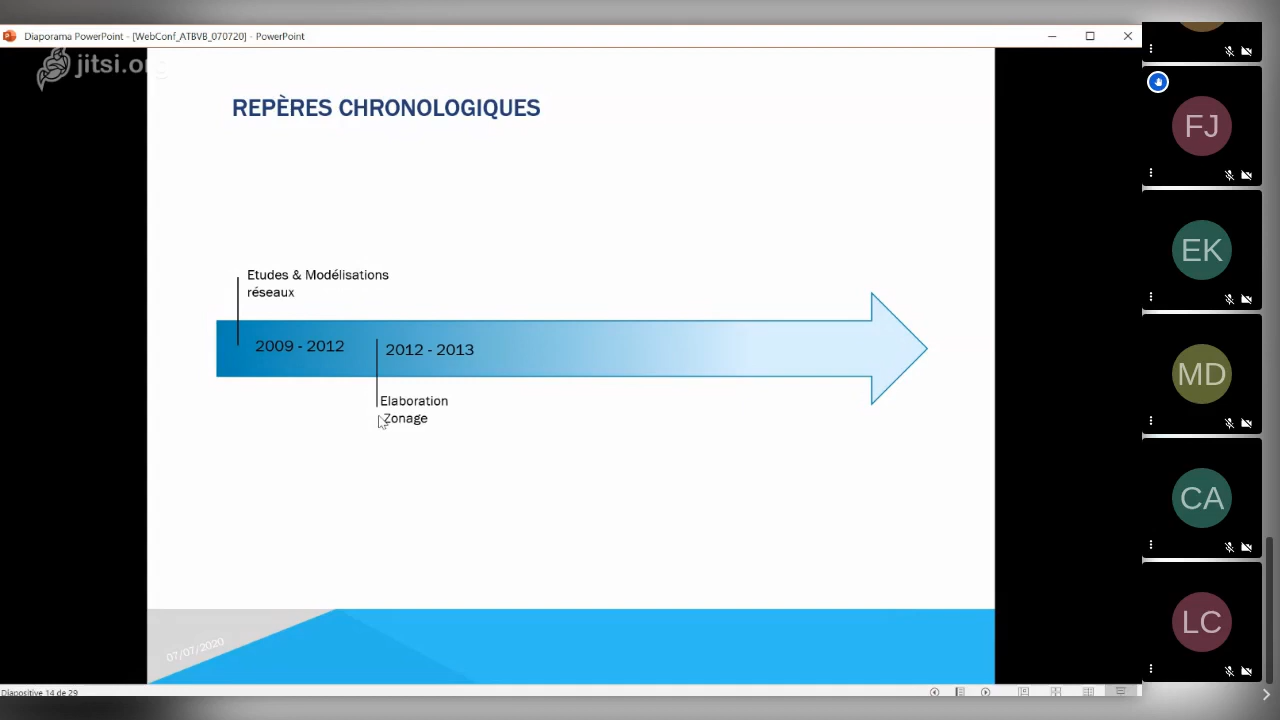 Diaporama PowerPoint - [WebConf_ATBVB_070720] - PowerPoint
jitsi.org
REPÈRES CHRONOLOGIQUES
Etudes & Modélisations
réseaux
2009 - 2012
2012 - 2013
Elaboration
Zonage
07/07/2020
Diapositive 14 de 29
FJ
EK
MD
CA
LC